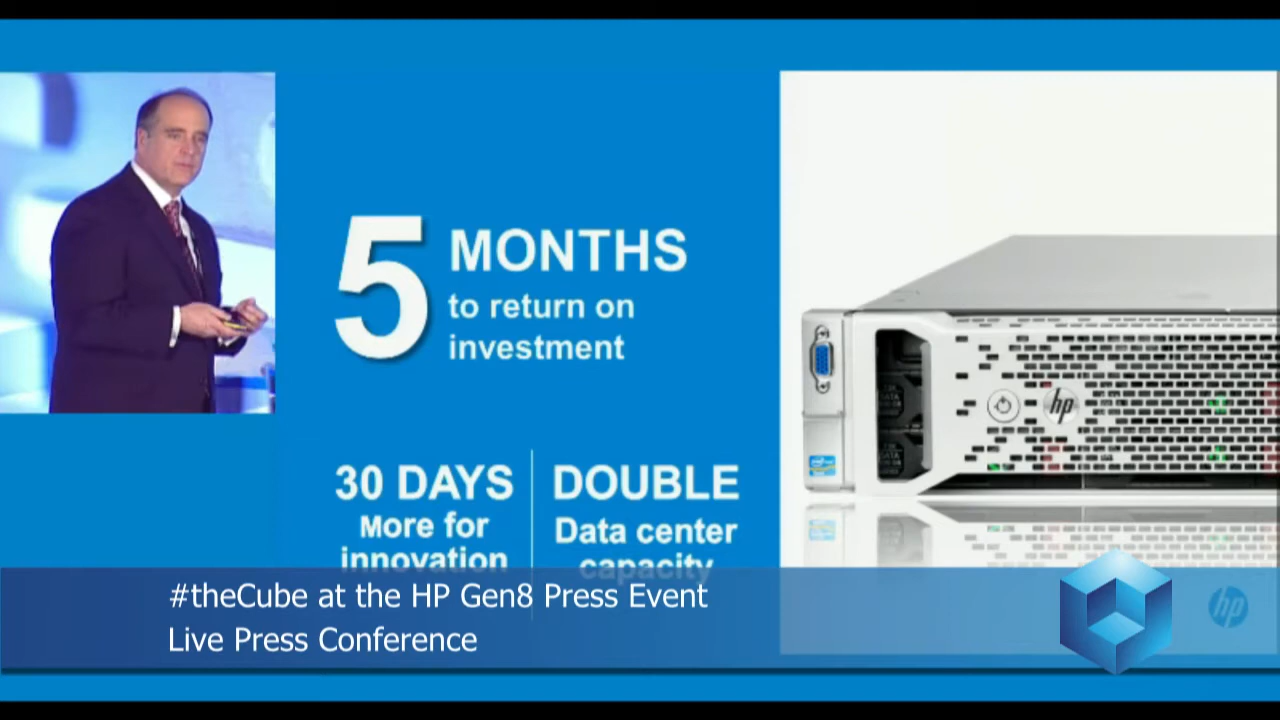 5
MONTHS
to return on
investment
30 DAYS
More for
innovation
DOUBLE
Data center
capacity
hp
#theCube at the HP Gen8 Press Event
Live Press Conference
hp